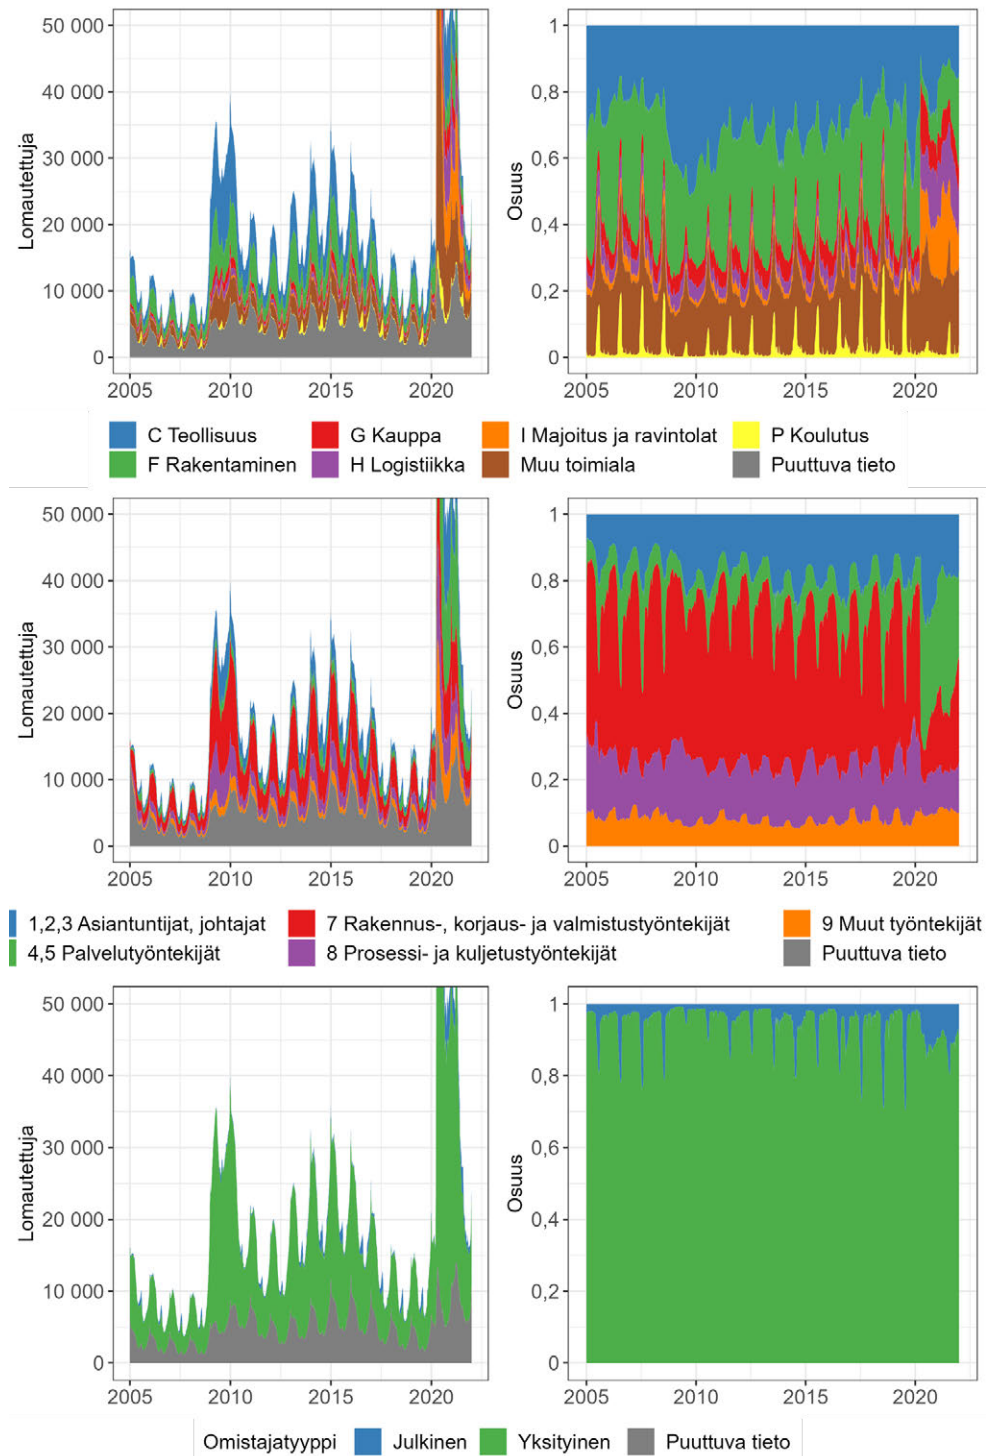 50 000
40 000
30 000
20 000
10 000
0
Lomautettuja
2005 2010 2015 2020
1
0,8
0,6
0,4
0,2
0
Osuus
2005 2010 2015 2020
C Teollisuus G Kauppa I Majoitus ja ravintolat P Koulutus
F Rakentaminen H Logistiikka Muu toimiala Puuttuva tieto
50 000
40 000
30 000
20 000
10 000
0
Lomautettuja
2005 2010 2015 2020
1
0,8
0,6
0,4
0,2
0
Osuus
2005 2010 2015 2020
1,2,3 Asiantuntijat, johtajat 7 Rakennus-, korjaus- ja valmistustyöntekijät 9 Muut työntekijät
4,5 Palvelutyöntekijät 8 Prosessi- ja kuljetustyöntekijät Puuttuva tieto
50 000
40 000
30 000
20 000
10 000
0
Lomautettuja
2005 2010 2015 2020
1
0,8
0,6
0,4
0,2
0
Osuus
2005 2010 2015 2020
Omistajatyyppi Julkinen Yksityinen Puuttuva tieto